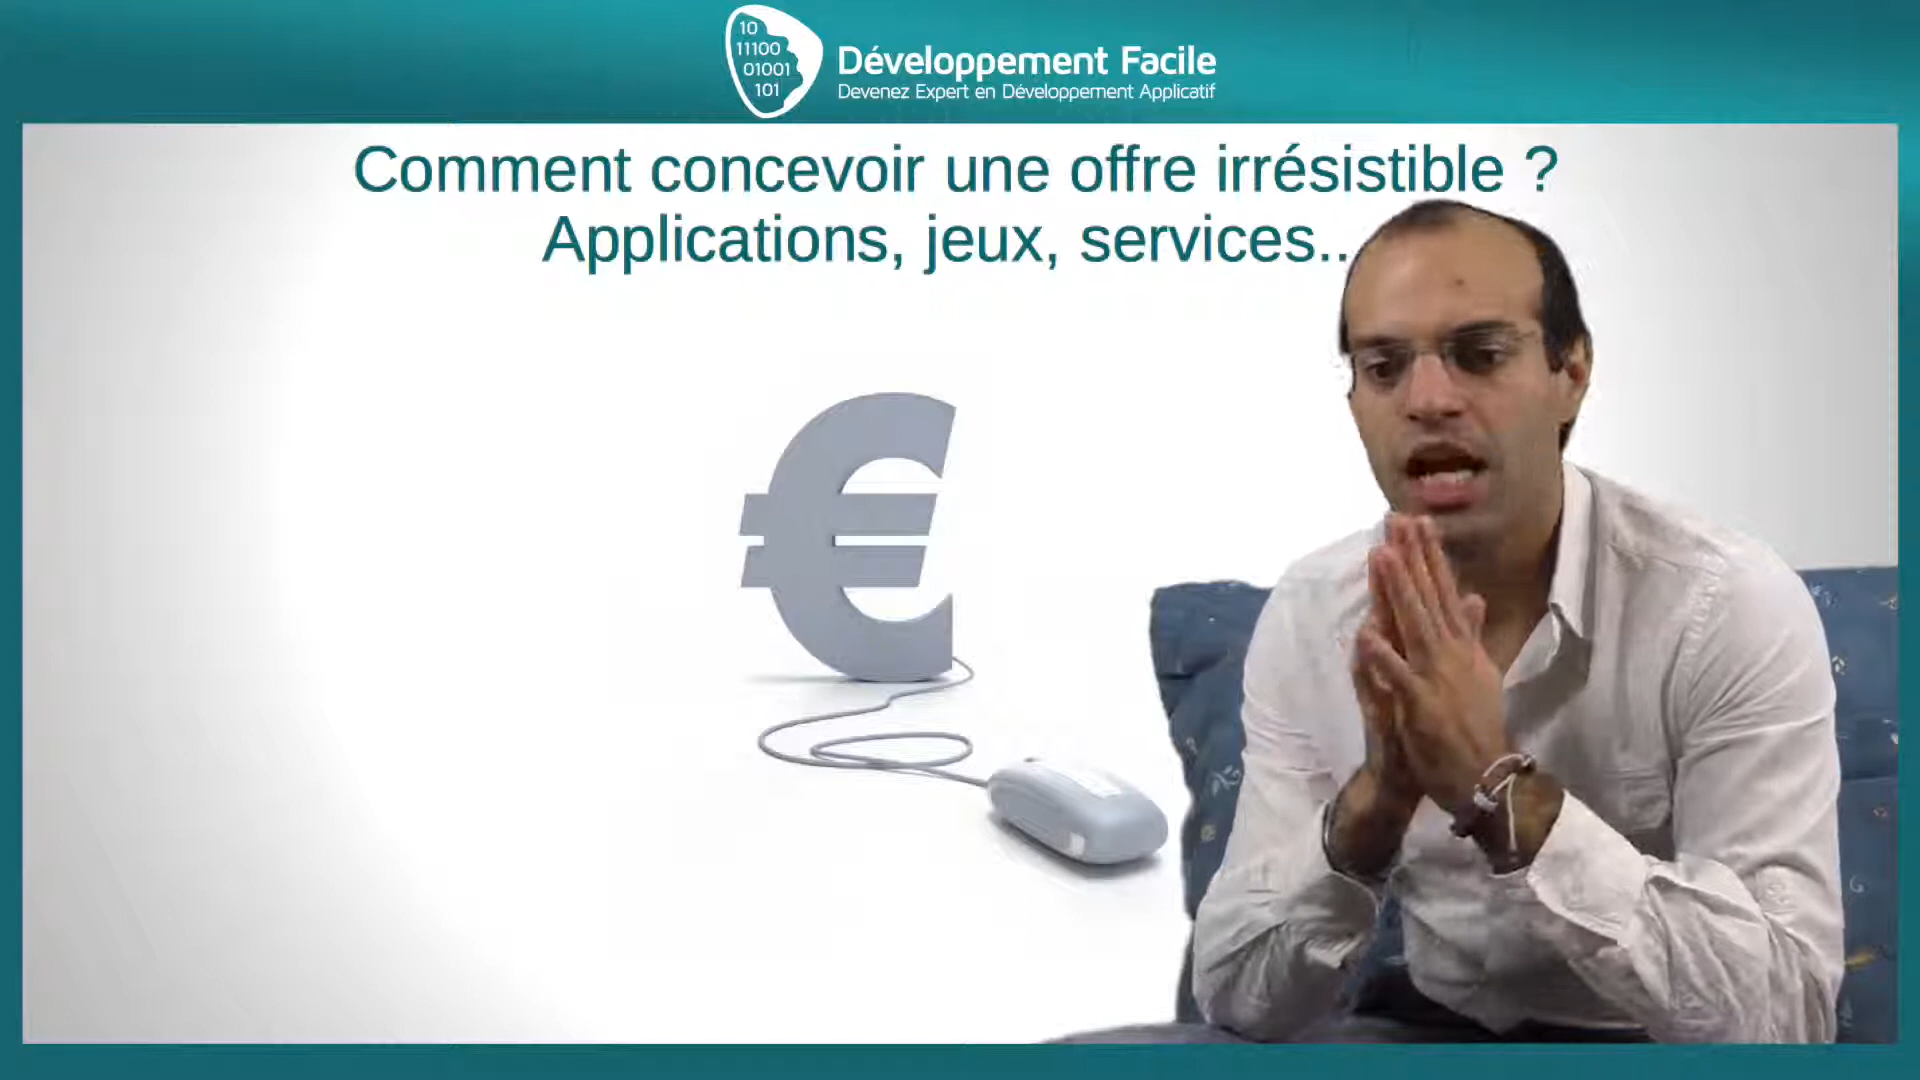 10
11100
01001
101
Développement Facile
Devenez Expert en Développement Applicatif
Comment concevoir une offre irrésistible ?
Applications, jeux, services..